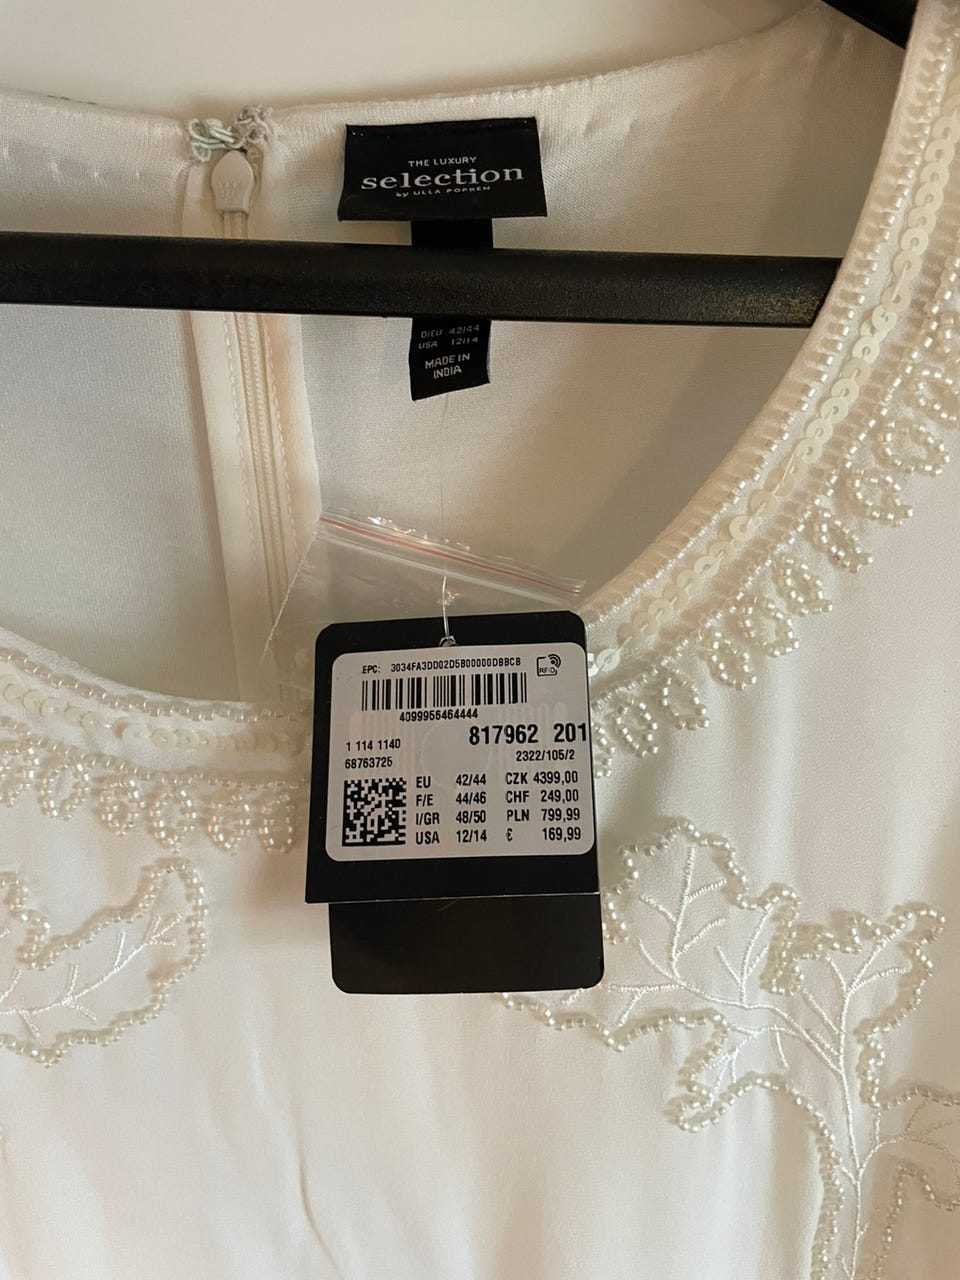 THE LUXURY
selection
by ULLA POPKEN
D/EU 42/44
USA 12/14
MADE IN
INDIA
EPC: 3034FA3DD02D5B00000DBBCB
RFID
4099955464444
817962 201
1 114 1140
2322/105/2
68763725
EU 42/44 CZK 4399,00
F/E 44/46 CHF 249,00
I/GR 48/50 PLN 799,99
USA 12/14 € 169,99